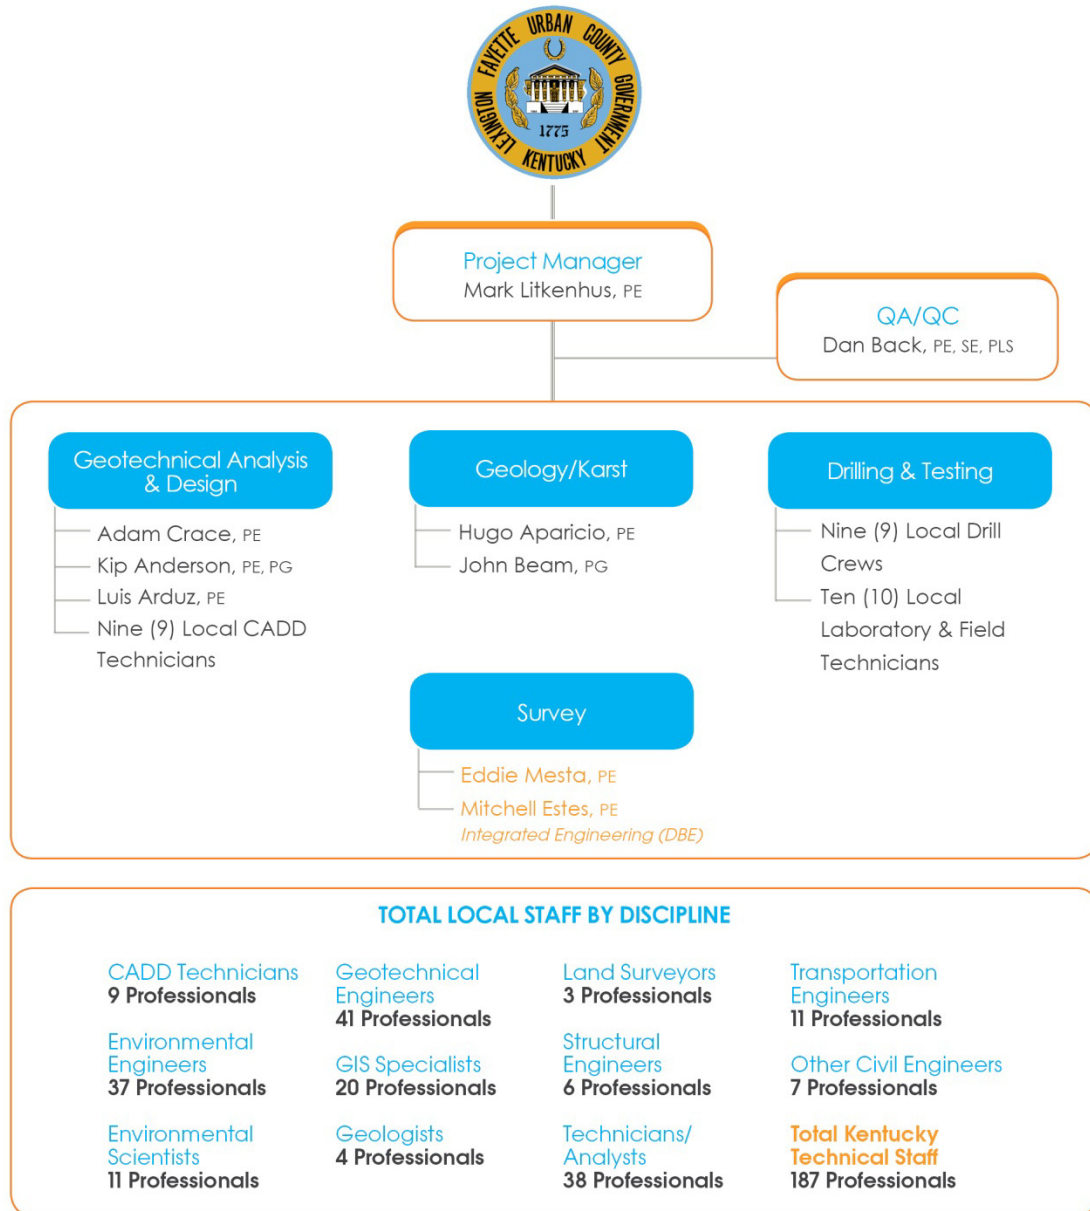 LEXINGTON FAYETTE URBAN COUNTY GOVERNMENT
1775
KENTUCKY
Project Manager
Mark Litkenhus, PE
QA/QC
Dan Back, PE, SE, PLS
Geotechnical Analysis
& Design
Adam Crace, PE
Kip Anderson, PE, PG
Luis Arduz, PE
Nine (9) Local CADD
Technicians
Geology/Karst
Hugo Aparicio, PE
John Beam, PG
Drilling & Testing
Nine (9) Local Drill
Crews
Ten (10) Local
Laboratory & Field
Technicians
Survey
Eddie Mesta, PE
Mitchell Estes, PE
Integrated Engineering (DBE)
TOTAL LOCAL STAFF BY DISCIPLINE
CADD Technicians
9 Professionals
Environmental
Engineers
37 Professionals
Environmental
Scientists
11 Professionals
Geotechnical
Engineers
41 Professionals
GIS Specialists
20 Professionals
Geologists
4 Professionals
Land Surveyors
3 Professionals
Structural
Engineers
6 Professionals
Technicians/
Analysts
38 Professionals
Transportation
Engineers
11 Professionals
Other Civil Engineers
7 Professionals
Total Kentucky
Technical Staff
187 Professionals